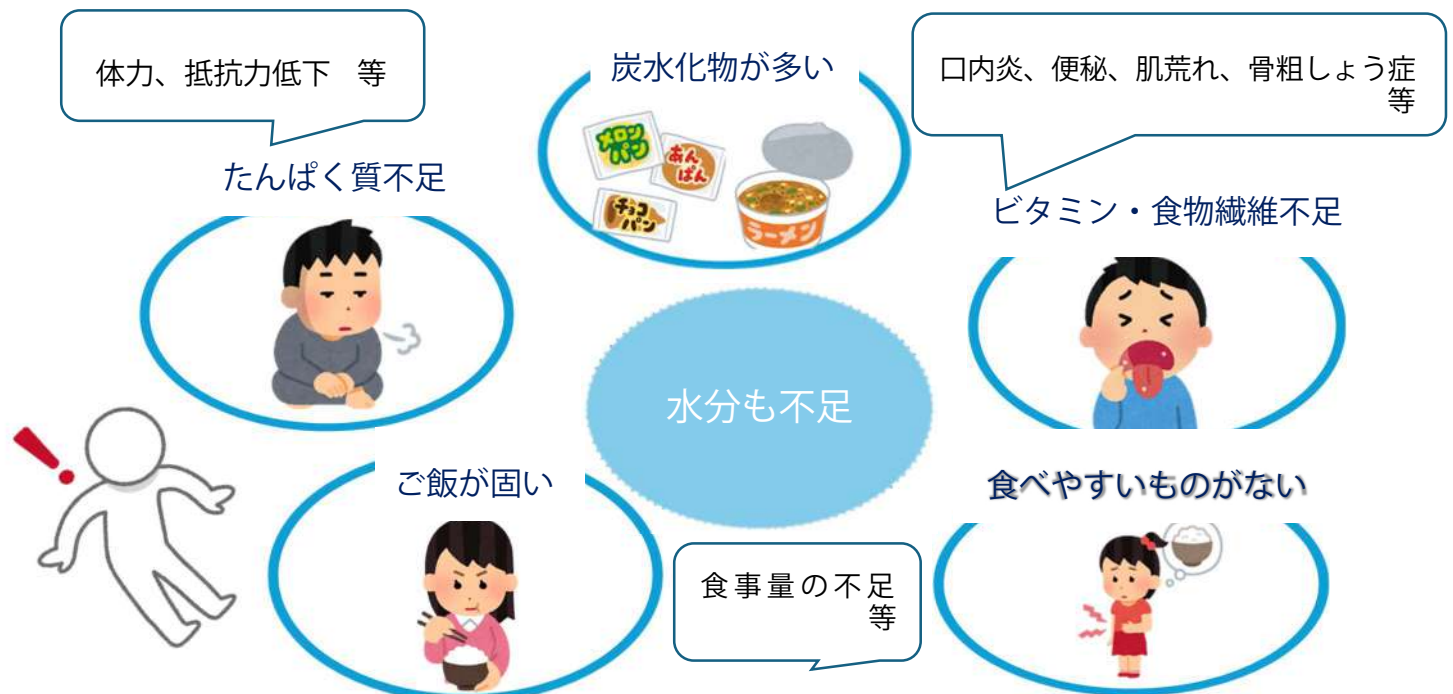 体力、抵抗力低下　等
炭水化物が多い
口内炎、便秘、肌荒れ、骨粗しょう症
等
たんぱく質不足
メロン
パン
あん
ぱん
チョコ
パン
ラーメン
ビタミン・食物繊維不足
水分も不足
ご飯が固い
食べやすいものがない
食事量の不足
等